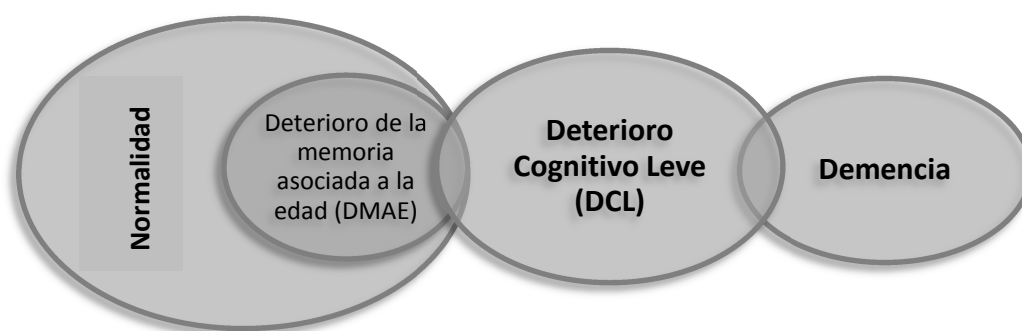 Normalidad
Deterioro de la
memoria
asociada a la
edad (DMAE)
Deterioro
Cognitivo Leve
(DCL)
Demencia